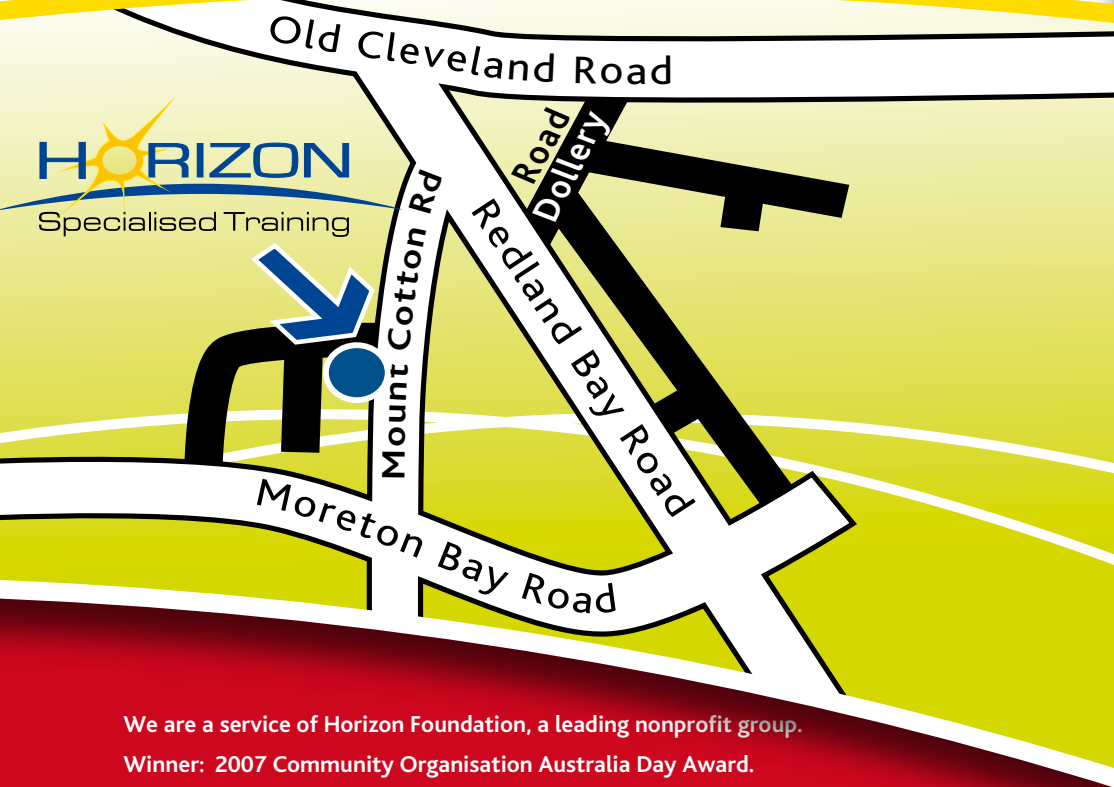 Old Cleveland Road
HORIZON
Specialised Training
Road
Dollery
Mount Cotton Rd
Redland Bay Road
Moreton Bay Road
We are a service of Horizon Foundation, a leading nonprofit group.
Winner: 2007 Community Organisation Australia Day Award.